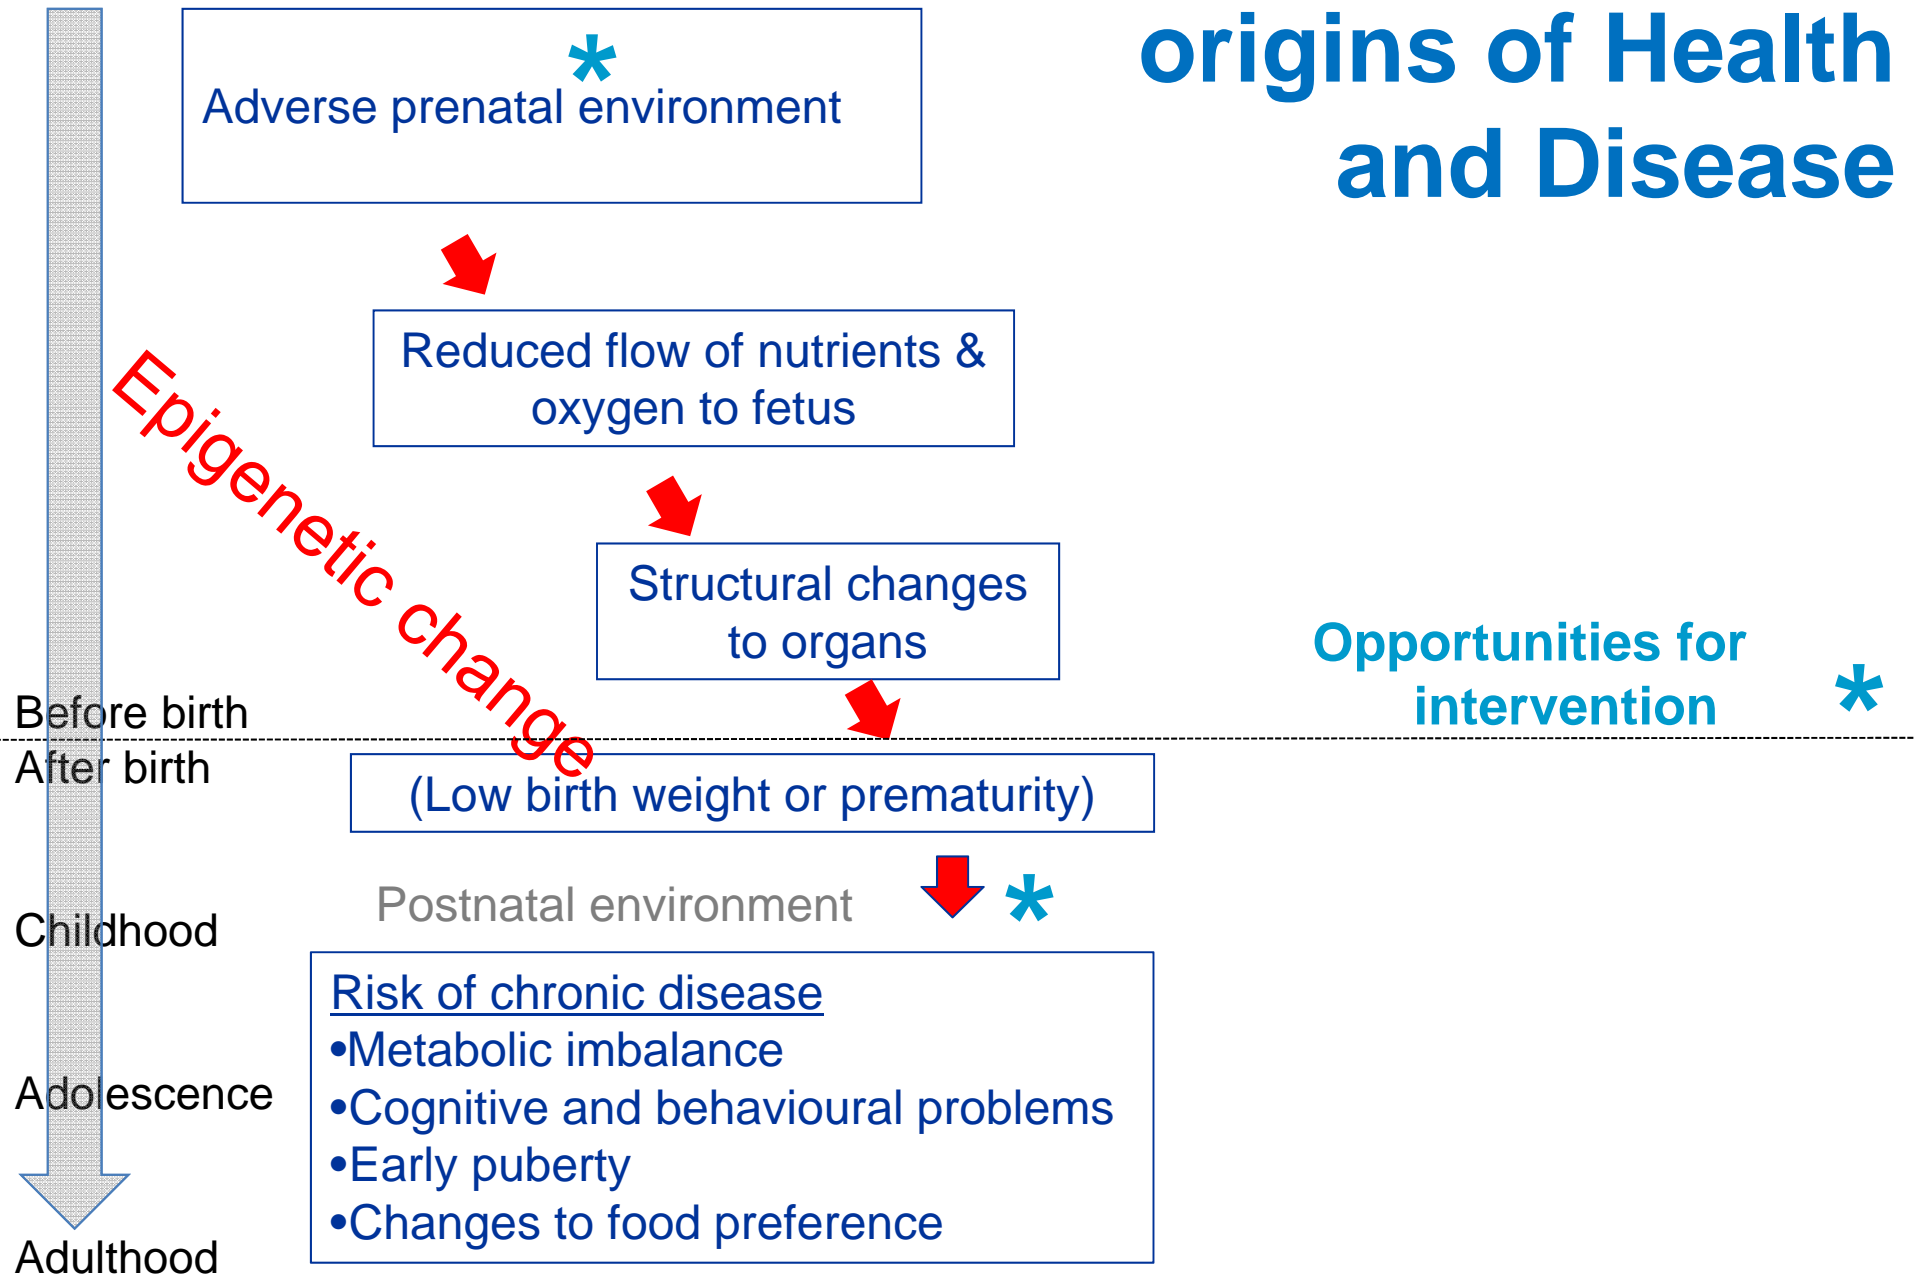 origins of Health
and Disease
*
Adverse prenatal environment
Reduced flow of nutrients &
oxygen to fetus
Epigenetic change
Structural changes
to organs
Opportunities for
intervention *
Before birth
After birth
(Low birth weight or prematurity)
Postnatal environment *
Childhood
Risk of chronic disease
•Metabolic imbalance
•Cognitive and behavioural problems
•Early puberty
•Changes to food preference
Adolescence
Adulthood